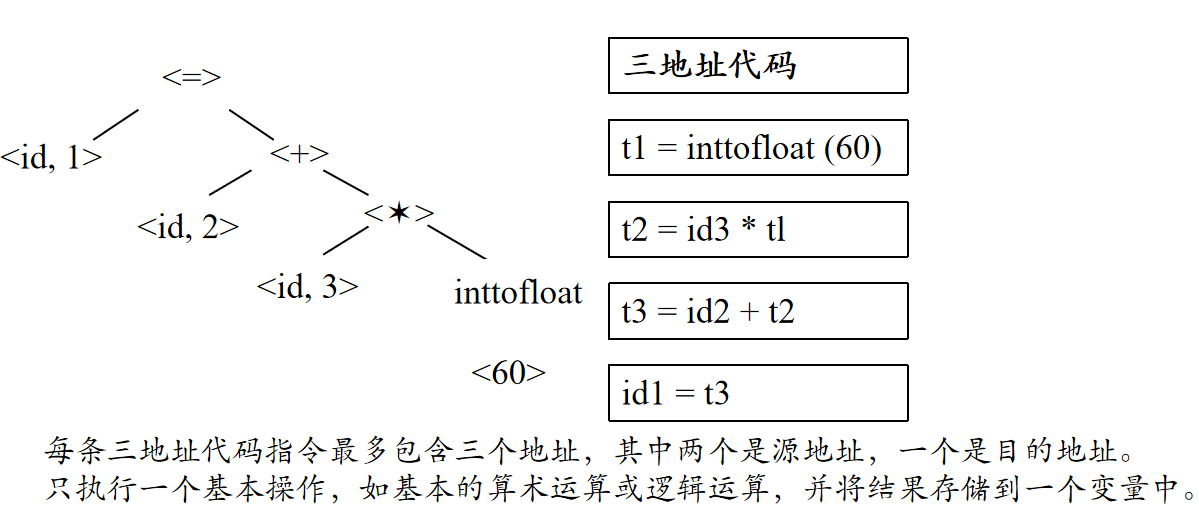 <=>
<id, 1>
<+>
<id, 2>
<✶>
<id, 3>
inttofloat
<60>
三地址代码
t1 = inttofloat (60)
t2 = id3 * tl
t3 = id2 + t2
id1 = t3
每条三地址代码指令最多包含三个地址，其中两个是源地址，一个是目的地址。
只执行一个基本操作，如基本的算术运算或逻辑运算，并将结果存储到一个变量中。